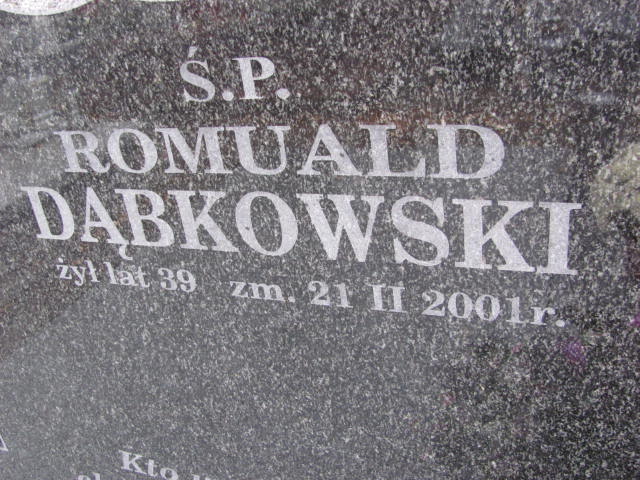 Ś.P.
ROMUALD
DĄBKOWSKI
żył lat 39 zm. 21 II 2001r.
Kto